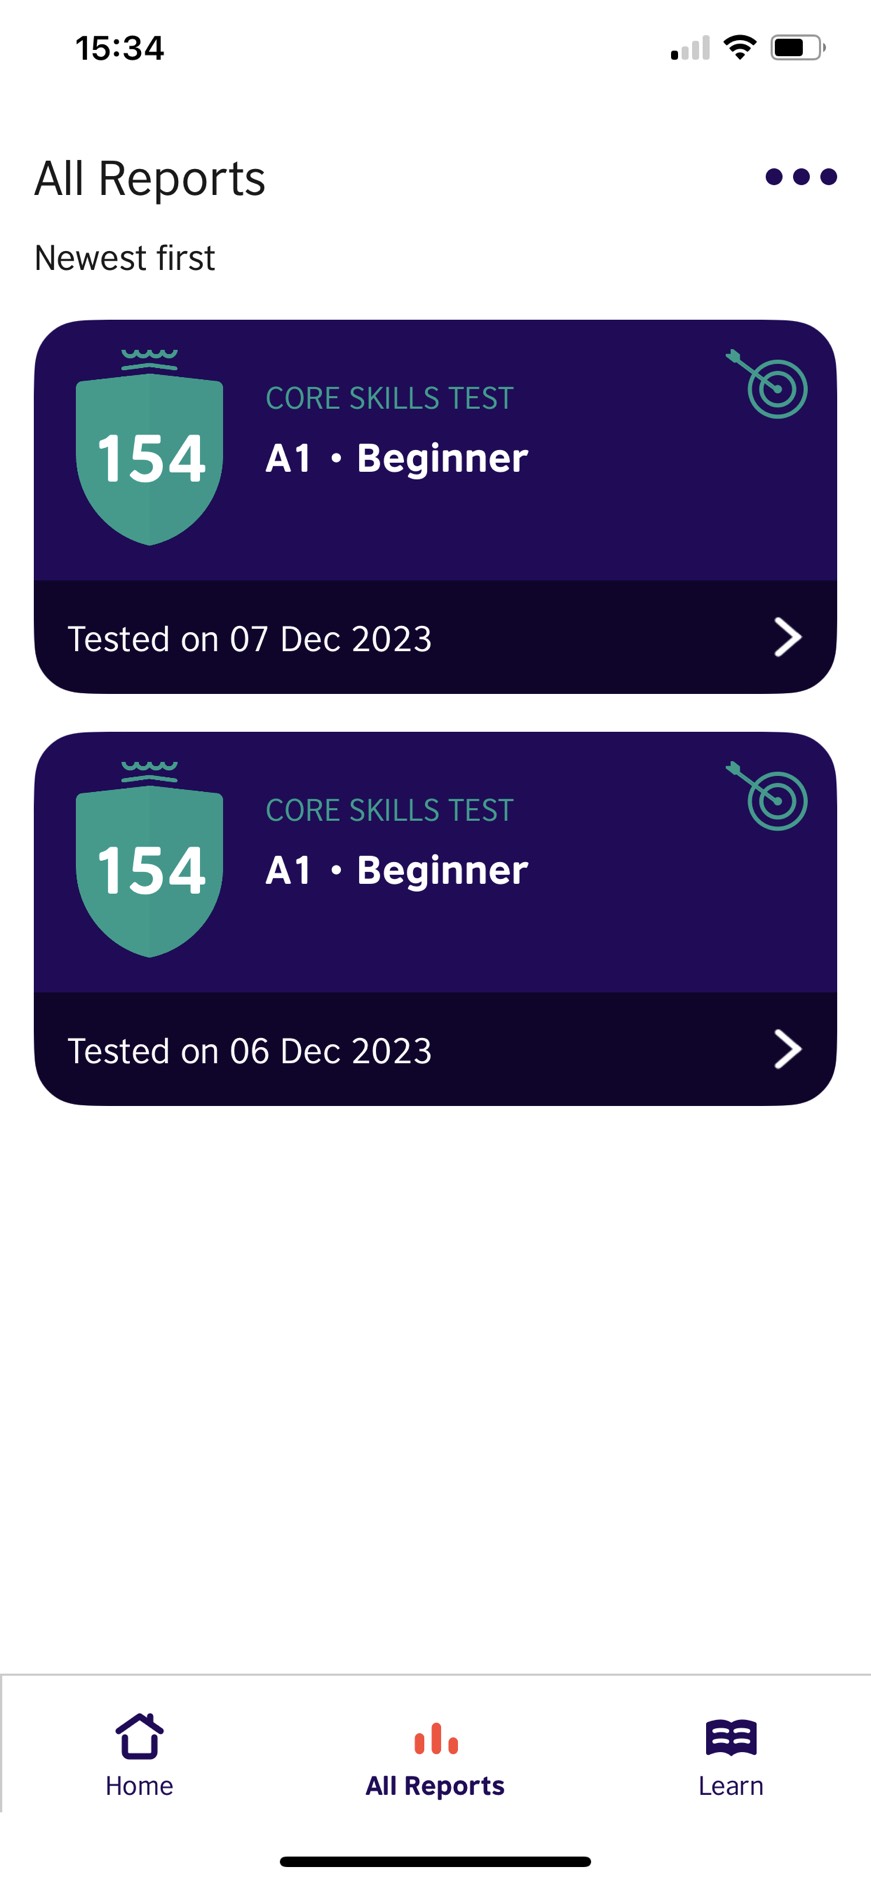 15:34
All Reports
Newest first
CORE SKILLS TEST
154
A1 • Beginner
Tested on 07 Dec 2023
CORE SKILLS TEST
154
A1 • Beginner
Tested on 06 Dec 2023
Home
All Reports
Learn